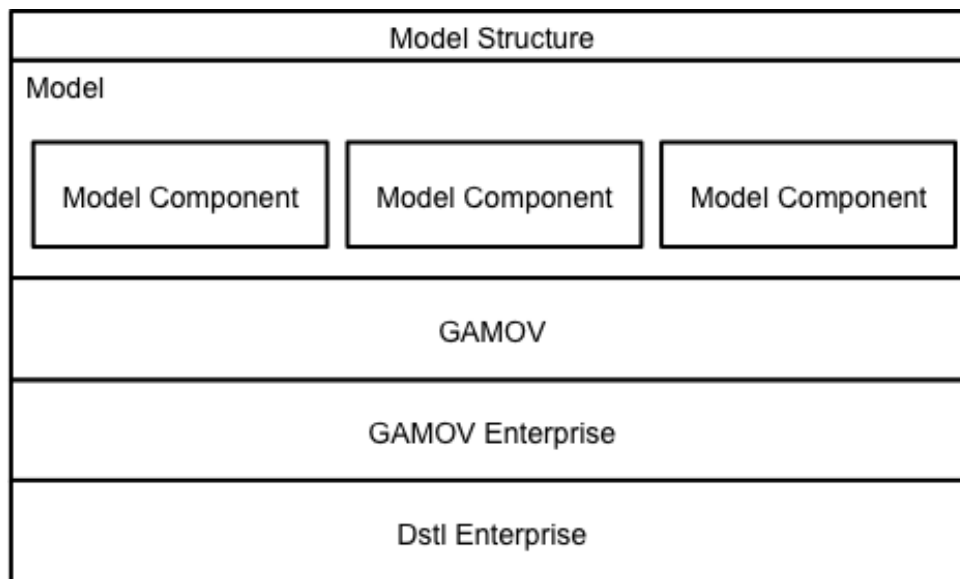 Model Structure
Model
Model Component Model Component Model Component
GAMOV
GAMOV Enterprise
Dstl Enterprise